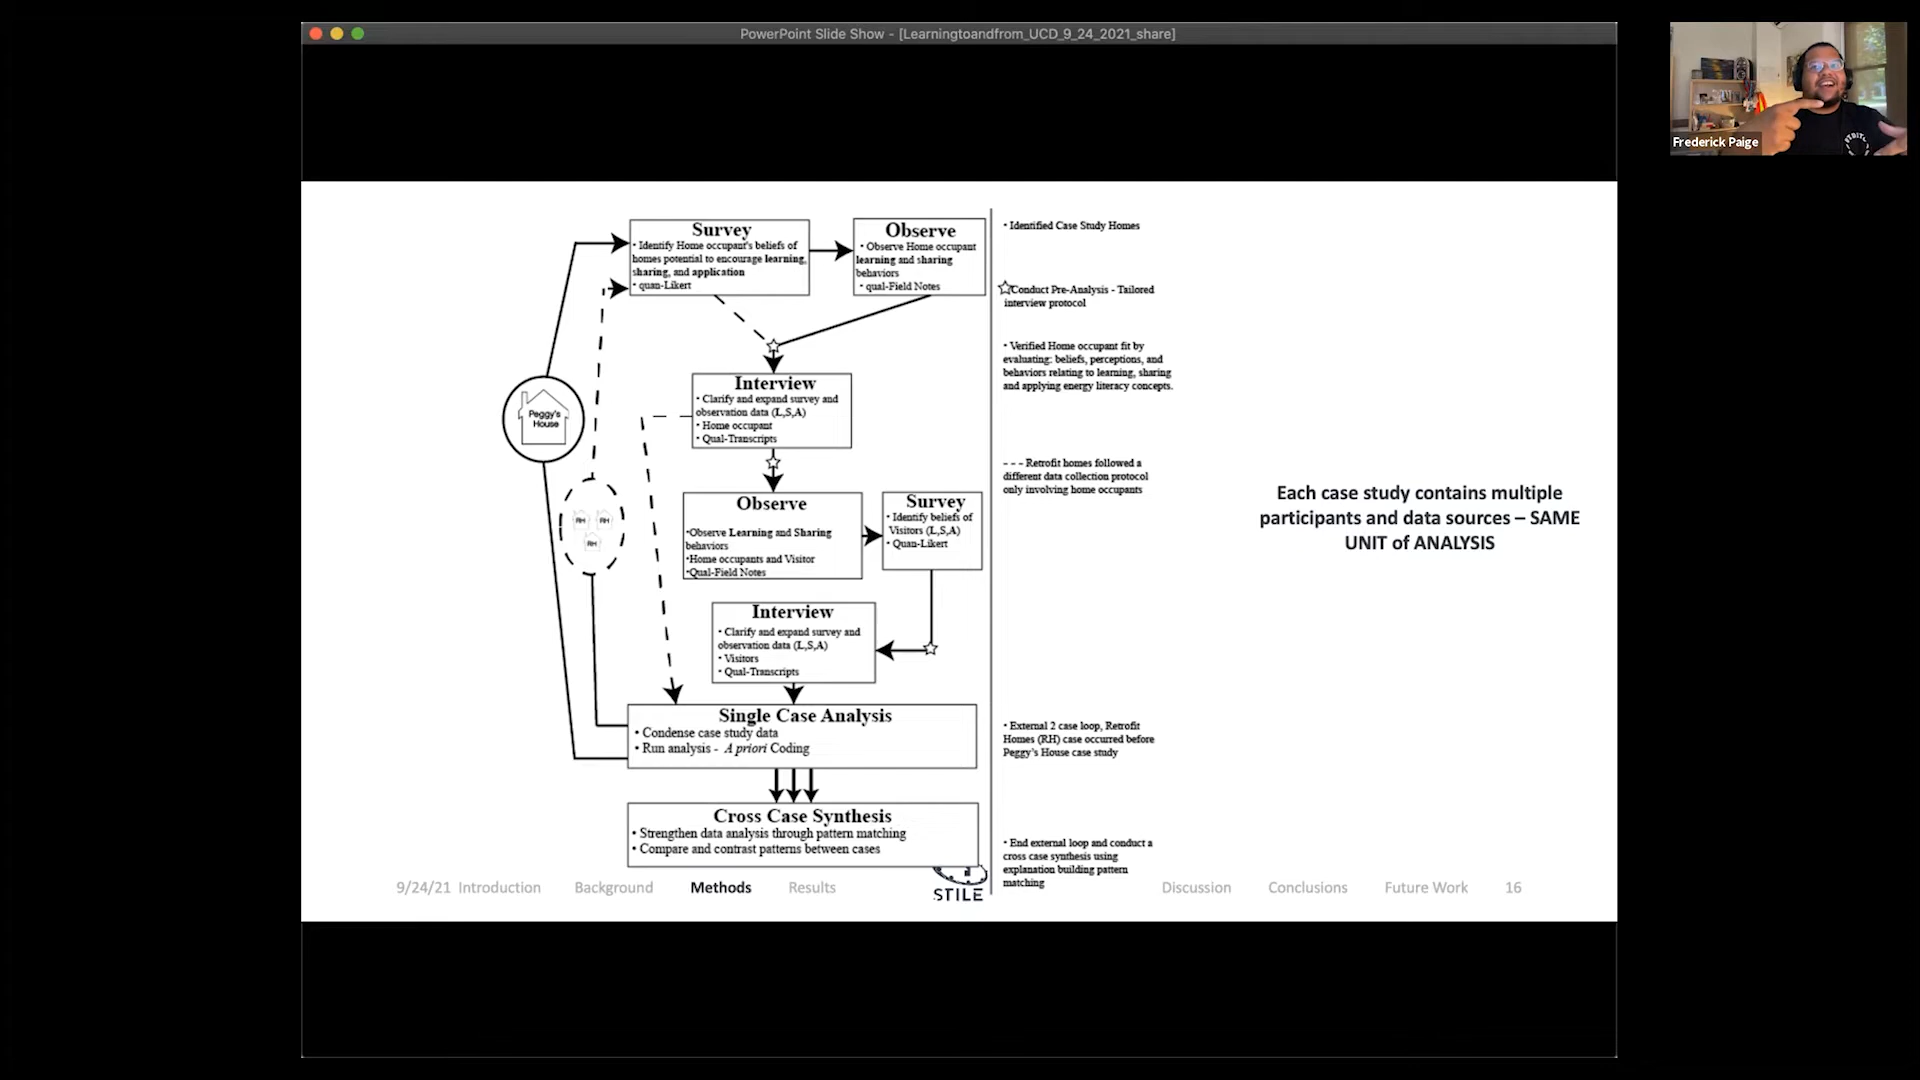 PowerPoint Slide Show - [Learningtoandfrom_UCD_9_24_2021_share]
Frederick Paige
Survey
• Identify Home occupant's beliefs of
homes potential to encourage learning,
sharing, and application
• quan-Likert
Observe
• Observe Home occupant
learning and sharing
behaviors
• qual-Field Notes
Interview
• Clarify and expand survey and
observation data (L,S,A)
• Home occupant
• Qual-Transcripts
Peggy's
House
RH RH
RH
Observe
•Observe Learning and Sharing
behaviors
•Home occupants and Visitor
•Qual-Field Notes
Survey
• Identify beliefs of
Visitors (L,S,A)
• Quan-Likert
Interview
• Clarify and expand survey and
observation data (L,S,A)
• Visitors
• Qual-Transcripts
Single Case Analysis
• Condense case study data
• Run analysis - A priori Coding
Cross Case Synthesis
• Strengthen data analysis through pattern matching
• Compare and contrast patterns between cases
• Identified Case Study Homes
Conduct Pre-Analysis - Tailored
interview protocol
• Verified Home occupant fit by
evaluating: beliefs, perceptions, and
behaviors relating to learning, sharing
and applying energy literacy concepts.
- - - Retrofit homes followed a
different data collection protocol
only involving home occupants
• External 2 case loop, Retrofit
Homes (RH) case occurred before
Peggy's House case study
• End external loop and conduct a
cross case synthesis using
explanation building pattern
matching
Each case study contains multiple
participants and data sources – SAME
UNIT of ANALYSIS
9/24/21 Introduction Background Methods Results STILE Discussion Conclusions Future Work 16